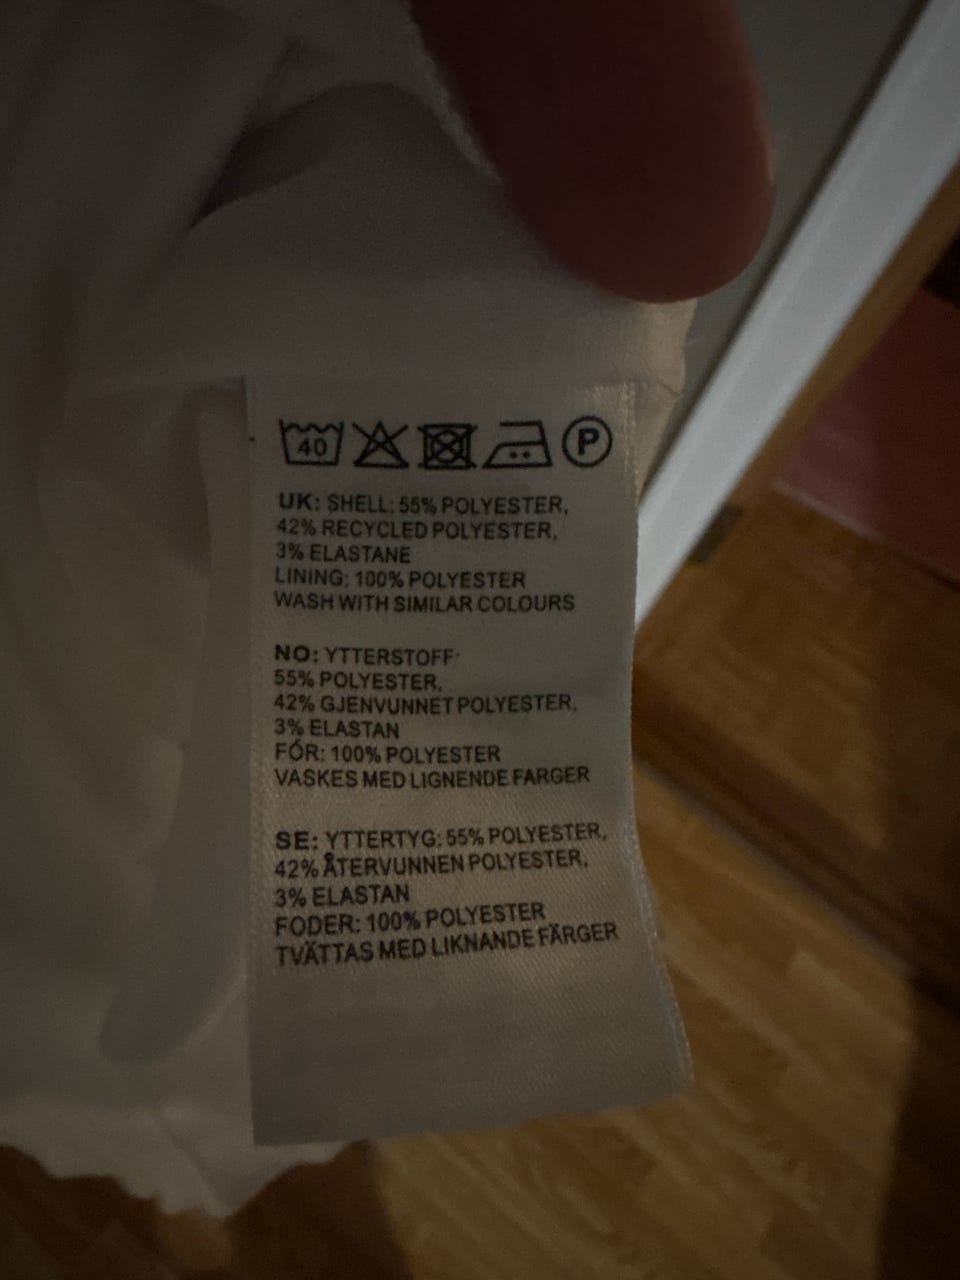 40 P
UK: SHELL: 55% POLYESTER,
42% RECYCLED POLYESTER,
3% ELASTANE
LINING: 100% POLYESTER
WASH WITH SIMILAR COLOURS
NO: YTTERSTOFF:
55% POLYESTER,
42% GJENVUNNET POLYESTER,
3% ELASTAN
FÓR: 100% POLYESTER
VASKES MED LIGNENDE FARGER
SE: YTTERTYG: 55% POLYESTER,
42% ÅTERVUNNEN POLYESTER,
3% ELASTAN
FODER: 100% POLYESTER
TVÄTTAS MED LIKNANDE FÄRGER